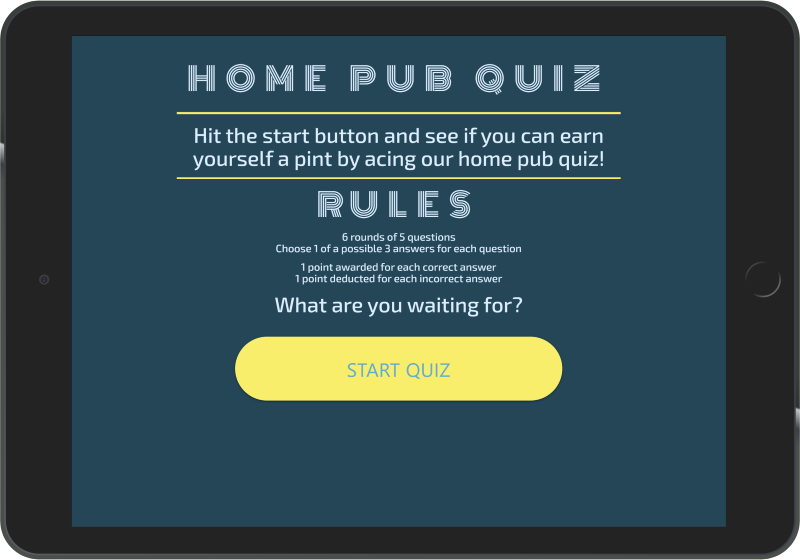 HOME PUB QUIZ
Hit the start button and see if you can earn
yourself a pint by acing our home pub quiz!
RULES
6 rounds of 5 questions
Choose 1 of a possible 3 answers for each question
1 point awarded for each correct answer
1 point deducted for each incorrect answer
What are you waiting for?
START QUIZ